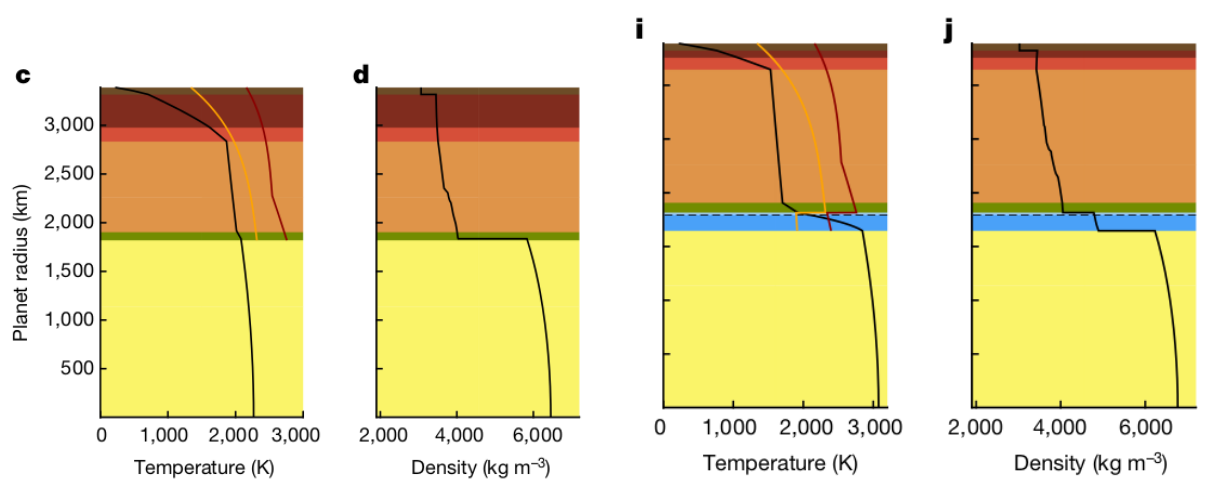 c
d
i
j
Planet radius (km)
3,000
2,500
2,000
1,500
1,000
500
0 1,000 2,000 3,000
Temperature (K)
2,000 4,000 6,000
Density (kg m⁻³)
0 1,000 2,000 3,000
Temperature (K)
2,000 4,000 6,000
Density (kg m⁻³)